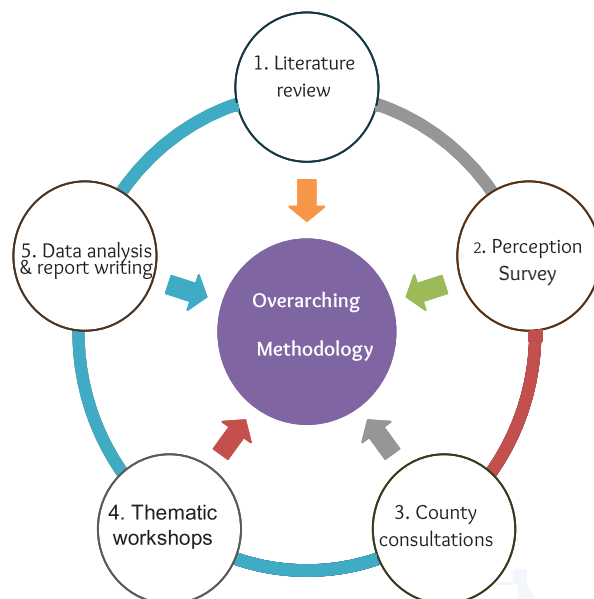 1. Literature
review
2. Perception
Survey
3. County
consultations
4. Thematic
workshops
5. Data analysis
& report writing
Overarching
Methodology